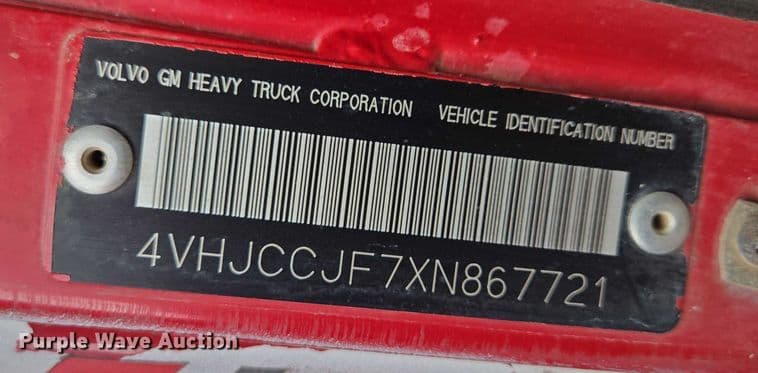 VOLVO GM HEAVY TRUCK CORPORATION VEHICLE IDENTIFICATION NUMBER
4VHJCCJF7XN867721
Purple Wave Auction